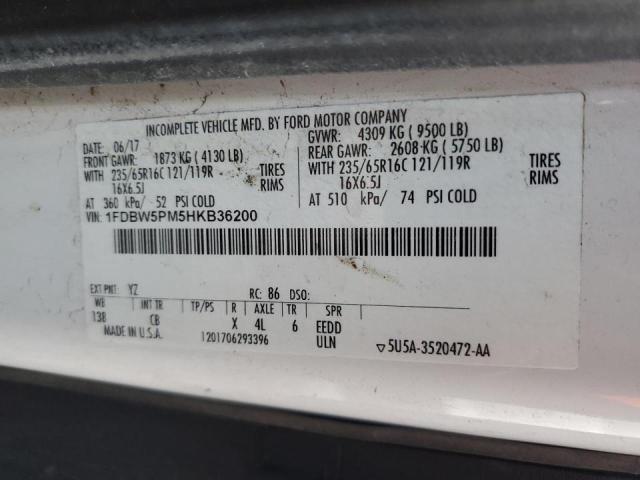 INCOMPLETE VEHICLE MFD. BY FORD MOTOR COMPANY
DATE: 06/17 GVWR: 4309 KG ( 9500 LB)
FRONT GAWR: 1873 KG ( 4130 LB) REAR GAWR: 2608 KG ( 5750 LB)
WITH 235/65R16C 121/119R TIRES WITH 235/65R16C 121/119R TIRES
16X6.5J RIMS 16X6.5J RIMS
AT 360 kPa/ 52 PSI COLD AT 510 kPa/ 74 PSI COLD
VIN: 1FDBW5PM5HKB36200
EXT PNT: YZ RC: 86 DSO:
WB INT TR TP/PS R AXLE TR SPR
138 CB X 4L 6 EEDD
MADE IN U.S.A. 1201706293396 ULN ▽5U5A-3520472-AA